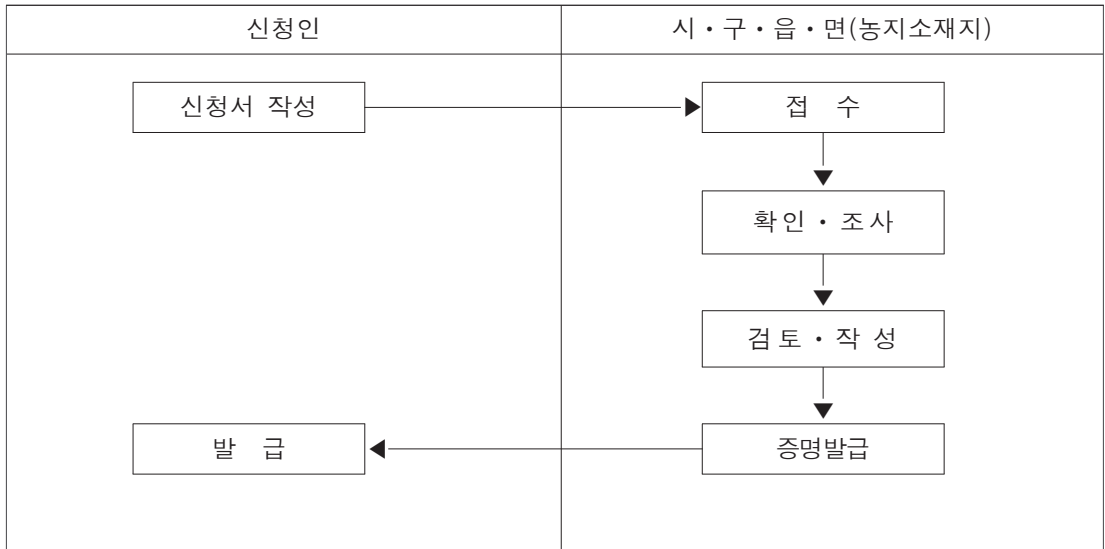 신청인
시・구・읍・면(농지소재지)
신청서 작성
접 수
확인・조사
검토・작성
발 급
증명발급